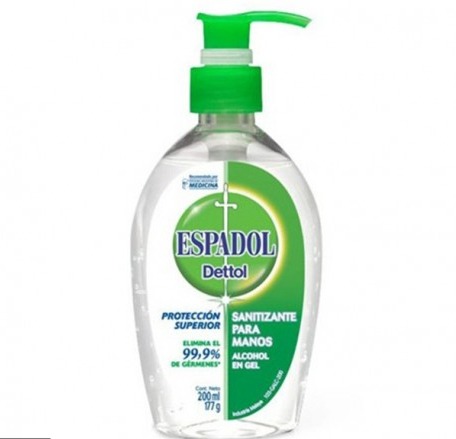 Recomendado por
MEDICINA
ESPADOL
Dettol
PROTECCIÓN
SUPERIOR
ELIMINA EL
99,9%
DE GÉRMENES*
SANITIZANTE
PARA
MANOS
ALCOHOL
EN GEL
Cont. Neto
200 ml
177 g